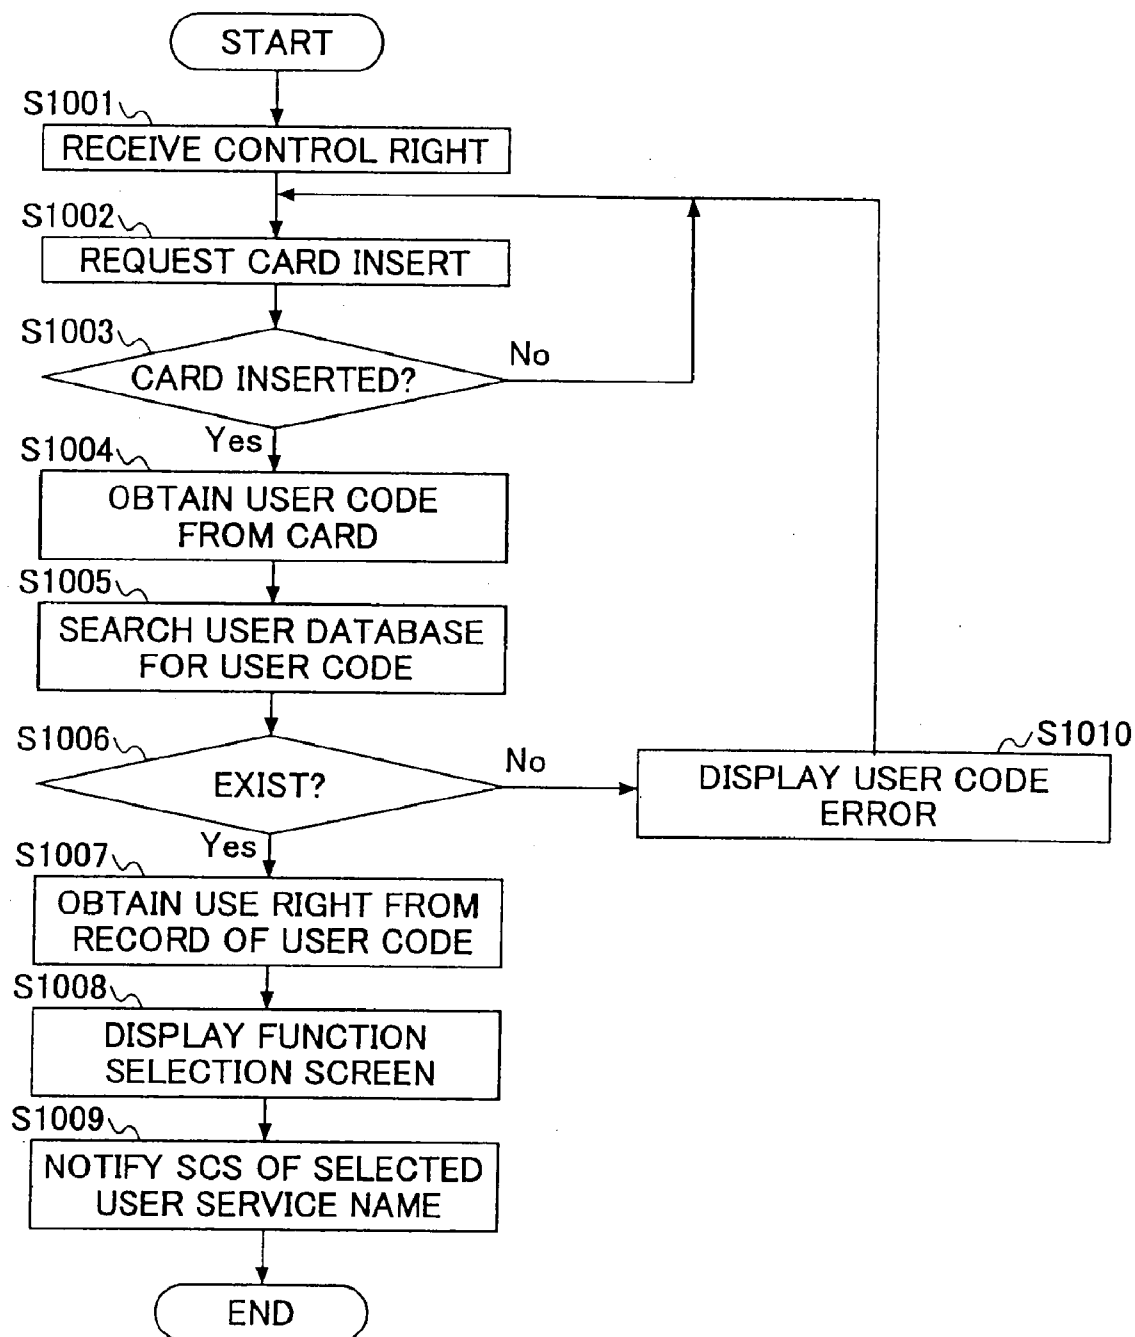 START
S1001
RECEIVE CONTROL RIGHT
S1002
REQUEST CARD INSERT
S1003
CARD INSERTED?
No
Yes
S1004
OBTAIN USER CODE
FROM CARD
S1005
SEARCH USER DATABASE
FOR USER CODE
S1006
EXIST?
No
S1010
DISPLAY USER CODE
ERROR
Yes
S1007
OBTAIN USE RIGHT FROM
RECORD OF USER CODE
S1008
DISPLAY FUNCTION
SELECTION SCREEN
S1009
NOTIFY SCS OF SELECTED
USER SERVICE NAME
END